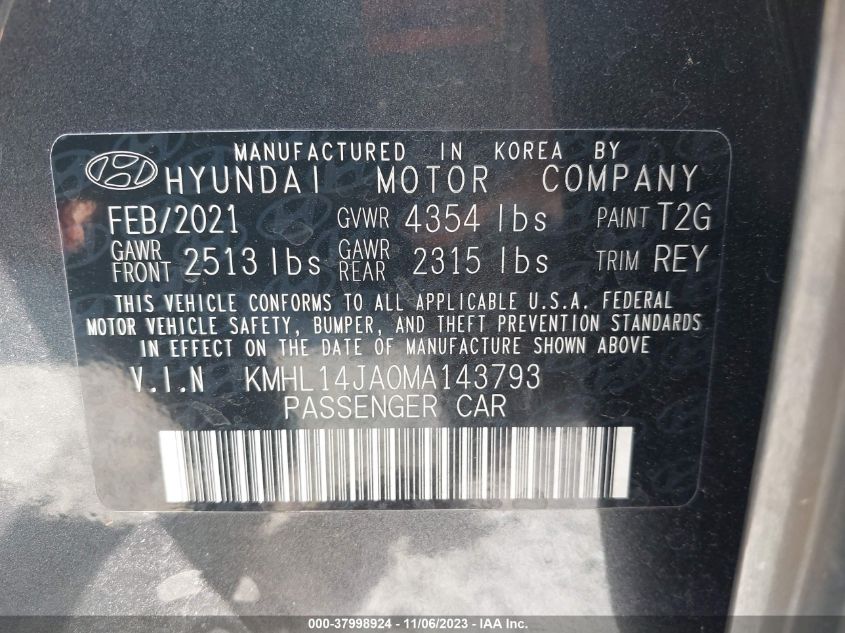 MANUFACTURED IN KOREA BY
HYUNDAI MOTOR COMPANY
FEB/2021 GVWR 4354 lbs PAINT T2G
GAWR FRONT 2513 lbs GAWR REAR 2315 lbs TRIM REY
THIS VEHICLE CONFORMS TO ALL APPLICABLE U.S.A. FEDERAL
MOTOR VEHICLE SAFETY, BUMPER, AND THEFT PREVENTION STANDARDS
IN EFFECT ON THE DATE OF MANUFACTURE SHOWN ABOVE
V.I.N KMHL14JA0MA143793
PASSENGER CAR
000-37998924 - 11/06/2023 - IAA Inc.